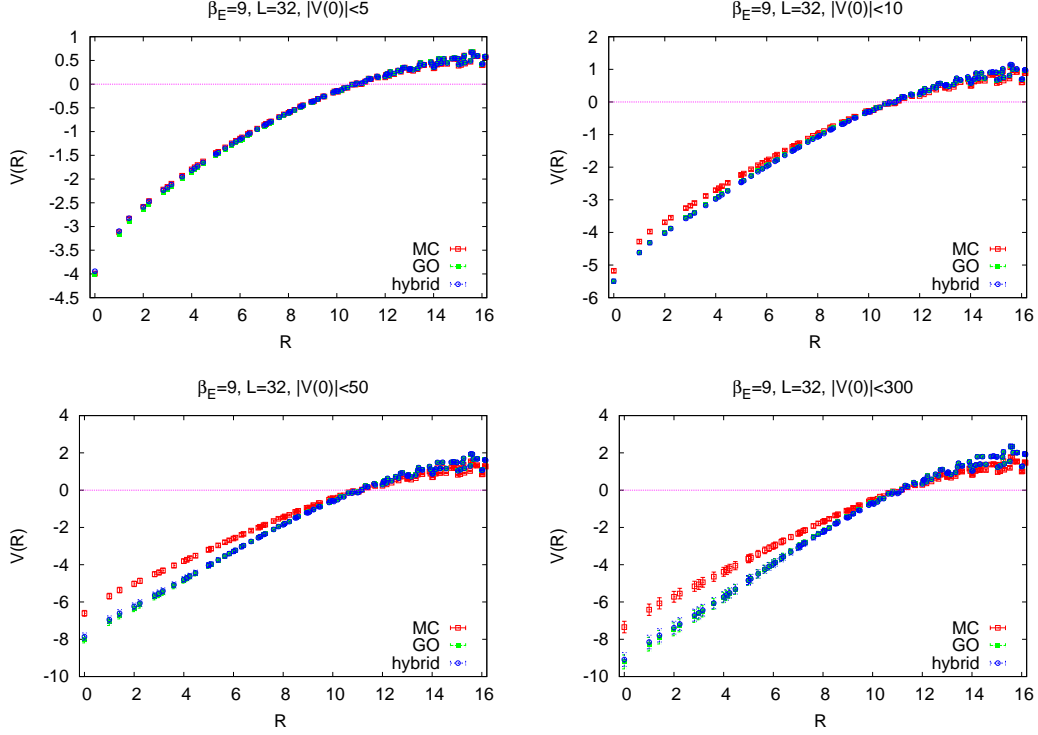 β_E=9, L=32, |V(0)|<5
V(R)
1
0.5
0
-0.5
-1
-1.5
-2
-2.5
-3
-3.5
-4
-4.5
MC
GO
hybrid
0 2 4 6 8 10 12 14 16
R
β_E=9, L=32, |V(0)|<10
V(R)
2
1
0
-1
-2
-3
-4
-5
-6
MC
GO
hybrid
0 2 4 6 8 10 12 14 16
R
β_E=9, L=32, |V(0)|<50
V(R)
4
2
0
-2
-4
-6
-8
-10
MC
GO
hybrid
0 2 4 6 8 10 12 14 16
R
β_E=9, L=32, |V(0)|<300
V(R)
4
2
0
-2
-4
-6
-8
-10
MC
GO
hybrid
0 2 4 6 8 10 12 14 16
R